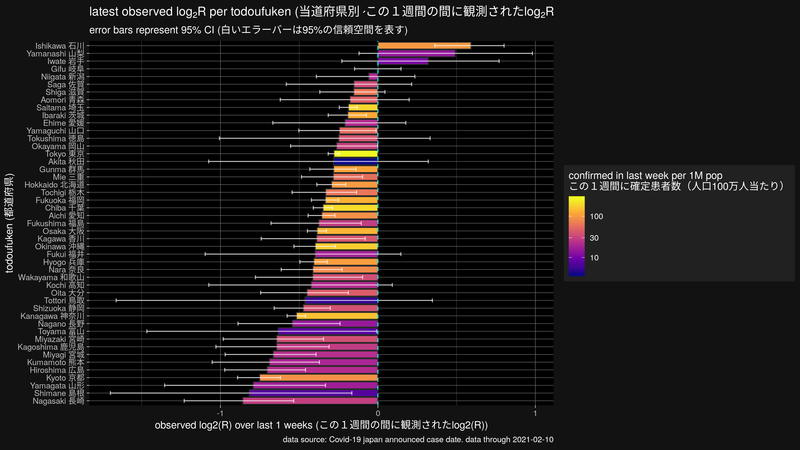 latest observed log₂R per todoufuken (当道府県別・この１週間の間に観測されたlog₂R
error bars represent 95% CI (白いエラーバーは95%の信頼空間を表す)
Ishikawa 石川
Yamanashi 山梨
Iwate 岩手
Gifu 岐阜
Niigata 新潟
Saga 佐賀
Shiga 滋賀
Aomori 青森
Saitama 埼玉
Ibaraki 茨城
Ehime 愛媛
Yamaguchi 山口
Tokushima 徳島
Okayama 岡山
Tokyo 東京
Akita 秋田
Gunma 群馬
Mie 三重
Hokkaido 北海道
Tochigi 栃木
Fukuoka 福岡
Chiba 千葉
Aichi 愛知
Fukushima 福島
Osaka 大阪
Kagawa 香川
Okinawa 沖縄
Fukui 福井
Hyogo 兵庫
Nara 奈良
Wakayama 和歌山
Kochi 高知
Oita 大分
Tottori 鳥取
Shizuoka 静岡
Kanagawa 神奈川
Nagano 長野
Toyama 富山
Miyazaki 宮崎
Kagoshima 鹿児島
Miyagi 宮城
Kumamoto 熊本
Hiroshima 広島
Kyoto 京都
Yamagata 山形
Shimane 島根
Nagasaki 長崎
todoufuken (都道府県)
-1 0 1
observed log2(R) over last 1 weeks (この１週間の間に観測されたlog2(R))
data source: Covid-19 japan announced case date. data through 2021-02-10
confirmed in last week per 1M pop
この１週間に確定患者数（人口100万人当たり）
100
30
10